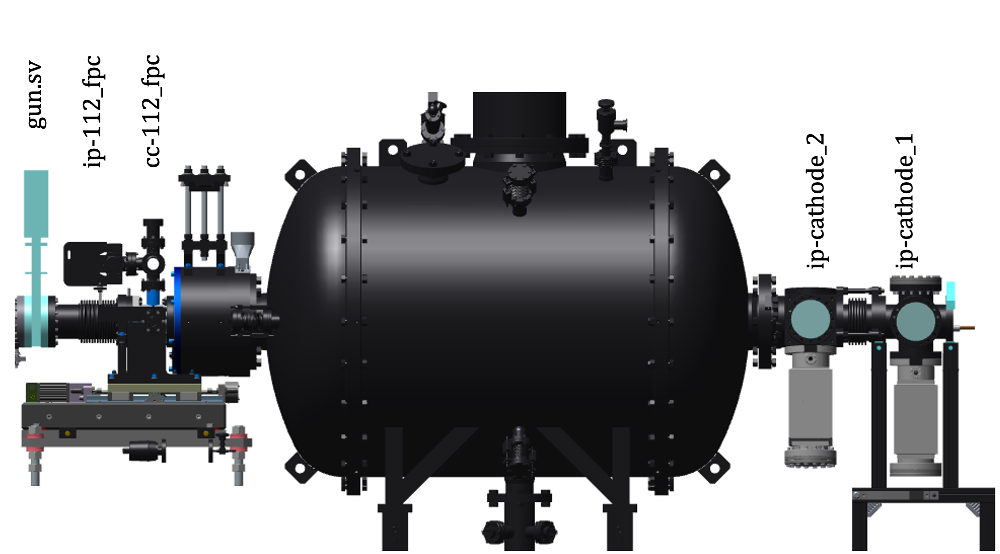 gun.sv
ip-112_fpc
cc-112_fpc
ip-cathode_2
ip-cathode_1